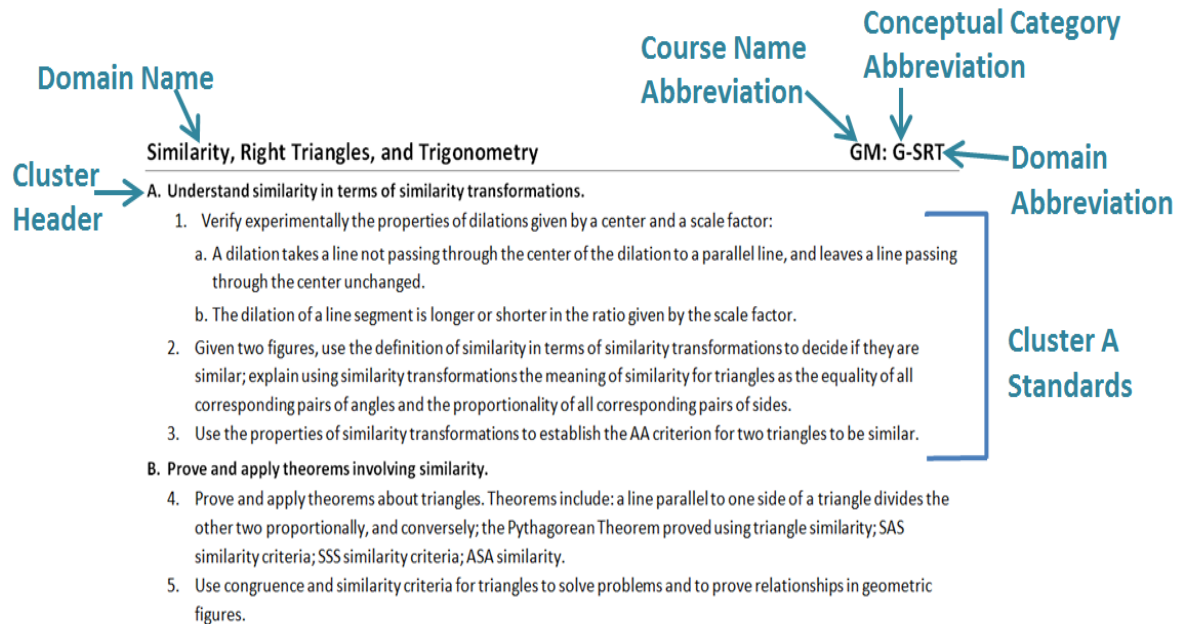 Conceptual Category
Abbreviation
Course Name
Abbreviation
Domain Name
Similarity, Right Triangles, and Trigonometry
GM: G-SRT
Domain
Abbreviation
Cluster
Header
A. Understand similarity in terms of similarity transformations.
1. Verify experimentally the properties of dilations given by a center and a scale factor:
a. A dilation takes a line not passing through the center of the dilation to a parallel line, and leaves a line passing
through the center unchanged.
b. The dilation of a line segment is longer or shorter in the ratio given by the scale factor.
2. Given two figures, use the definition of similarity in terms of similarity transformations to decide if they are
similar; explain using similarity transformations the meaning of similarity for triangles as the equality of all
corresponding pairs of angles and the proportionality of all corresponding pairs of sides.
3. Use the properties of similarity transformations to establish the AA criterion for two triangles to be similar.
Cluster A
Standards
B. Prove and apply theorems involving similarity.
4. Prove and apply theorems about triangles. Theorems include: a line parallel to one side of a triangle divides the
other two proportionally, and conversely; the Pythagorean Theorem proved using triangle similarity; SAS
similarity criteria; SSS similarity criteria; ASA similarity.
5. Use congruence and similarity criteria for triangles to solve problems and to prove relationships in geometric
figures.